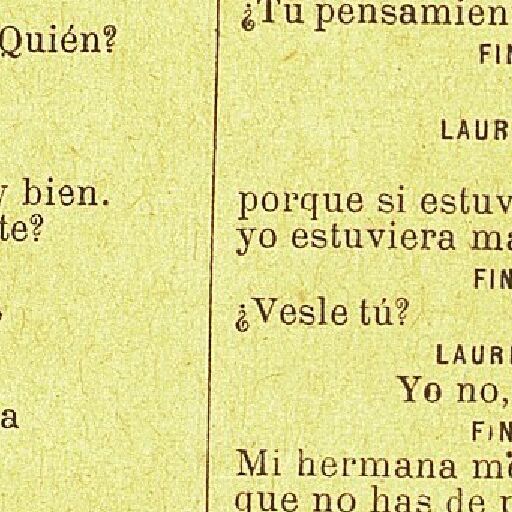 Quién?
bien.
te?
a
¿Tu pensamien
FIN
LAUR
porque si estuv
yo estuviera ma
FIN
¿Vesle tú?
LAUR
Yo no,
FIN
Mi hermana me
que no has de